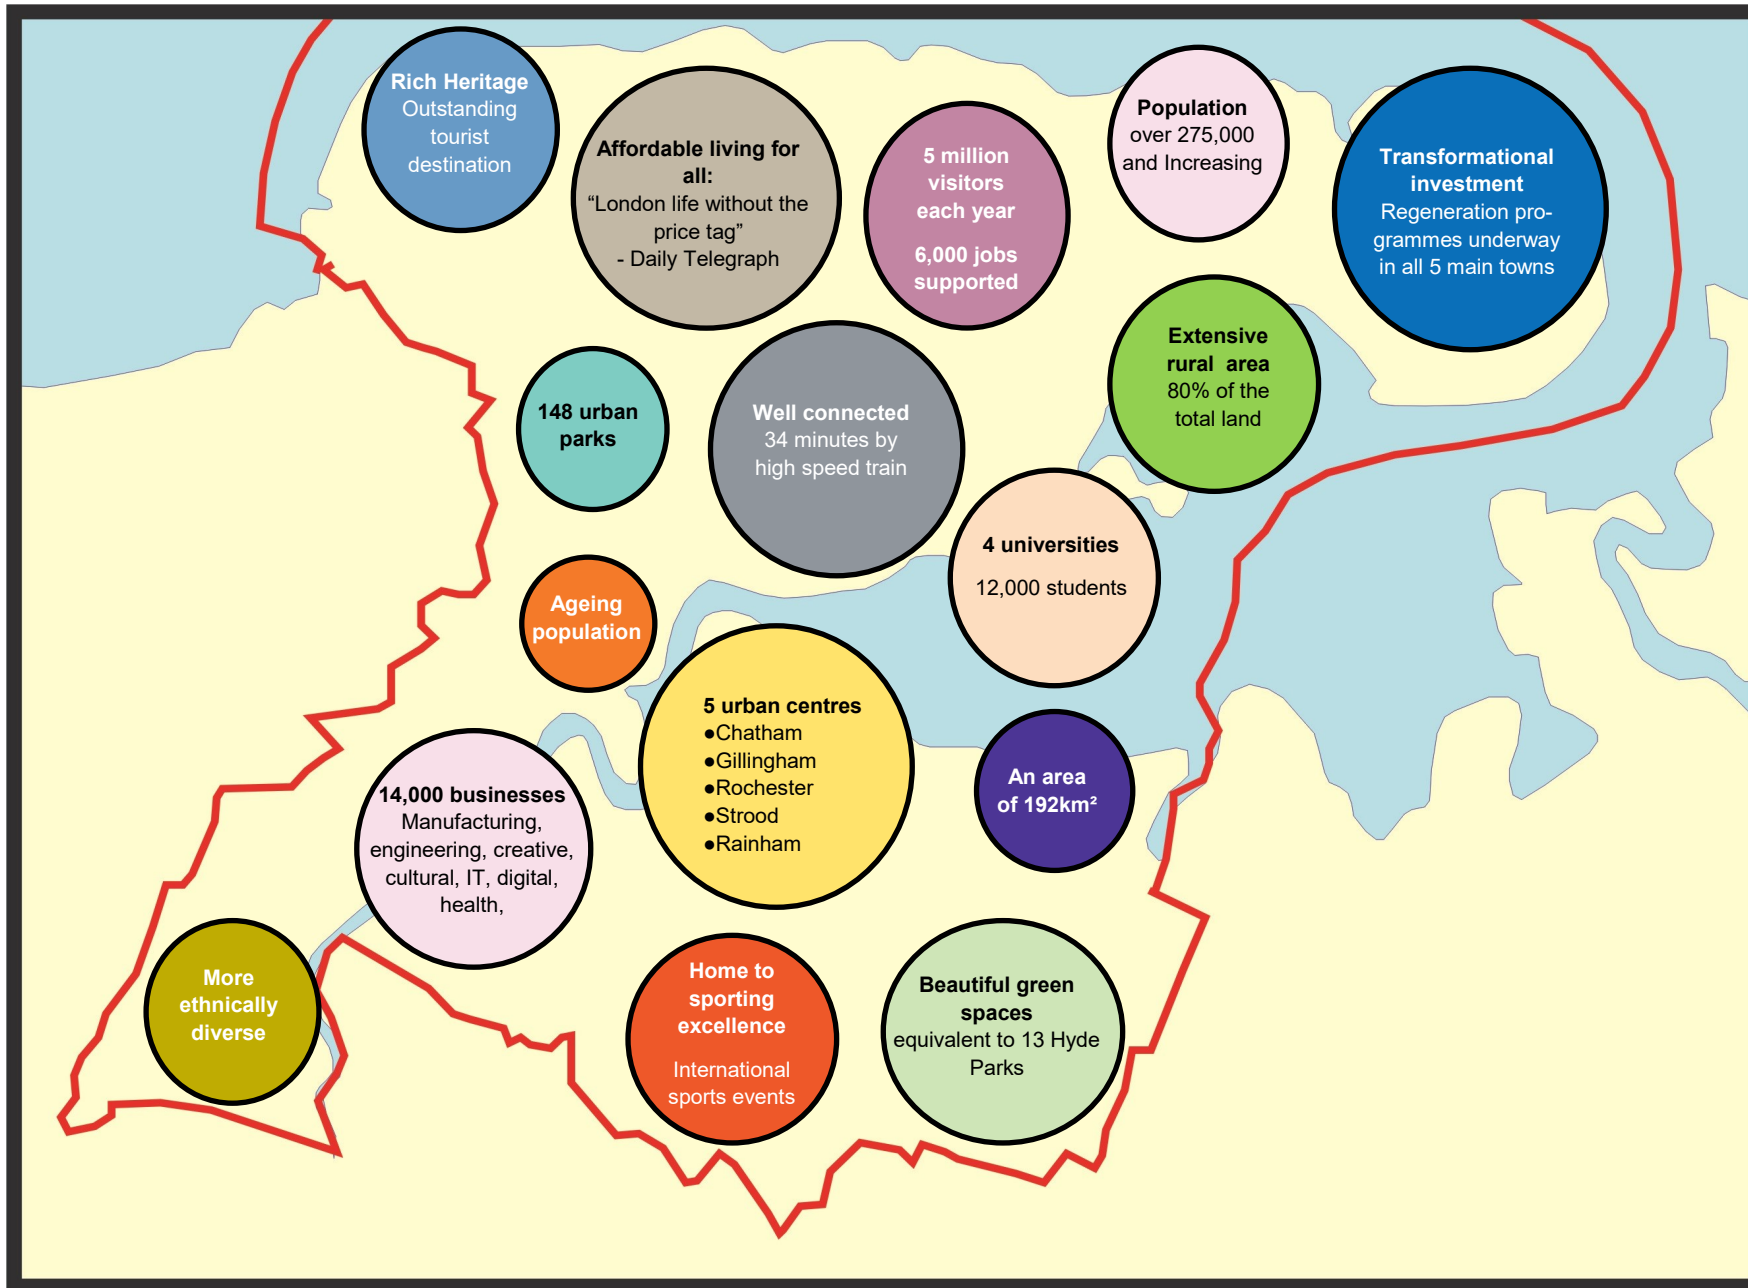 Rich Heritage
Outstanding
tourist
destination
Affordable living for
all:
“London life without the
price tag”
- Daily Telegraph
5 million
visitors
each year
6,000 jobs
supported
Population
over 275,000
and Increasing
Transformational
investment
Regeneration pro-
grammes underway
in all 5 main towns
148 urban
parks
Well connected
34 minutes by
high speed train
Extensive
rural area
80% of the
total land
4 universities
12,000 students
Ageing
population
5 urban centres
●Chatham
●Gillingham
●Rochester
●Strood
●Rainham
An area
of 192km²
14,000 businesses
Manufacturing,
engineering, creative,
cultural, IT, digital,
health,
More
ethnically
diverse
Home to
sporting
excellence
International
sports events
Beautiful green
spaces
equivalent to 13 Hyde
Parks